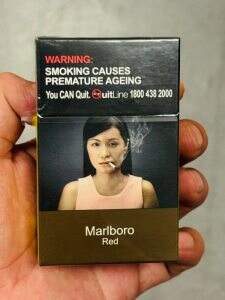 WARNING:
SMOKING CAUSES
PREMATURE AGEING
You CAN Quit. QuitLine 1800 438 2000
Marlboro
Red